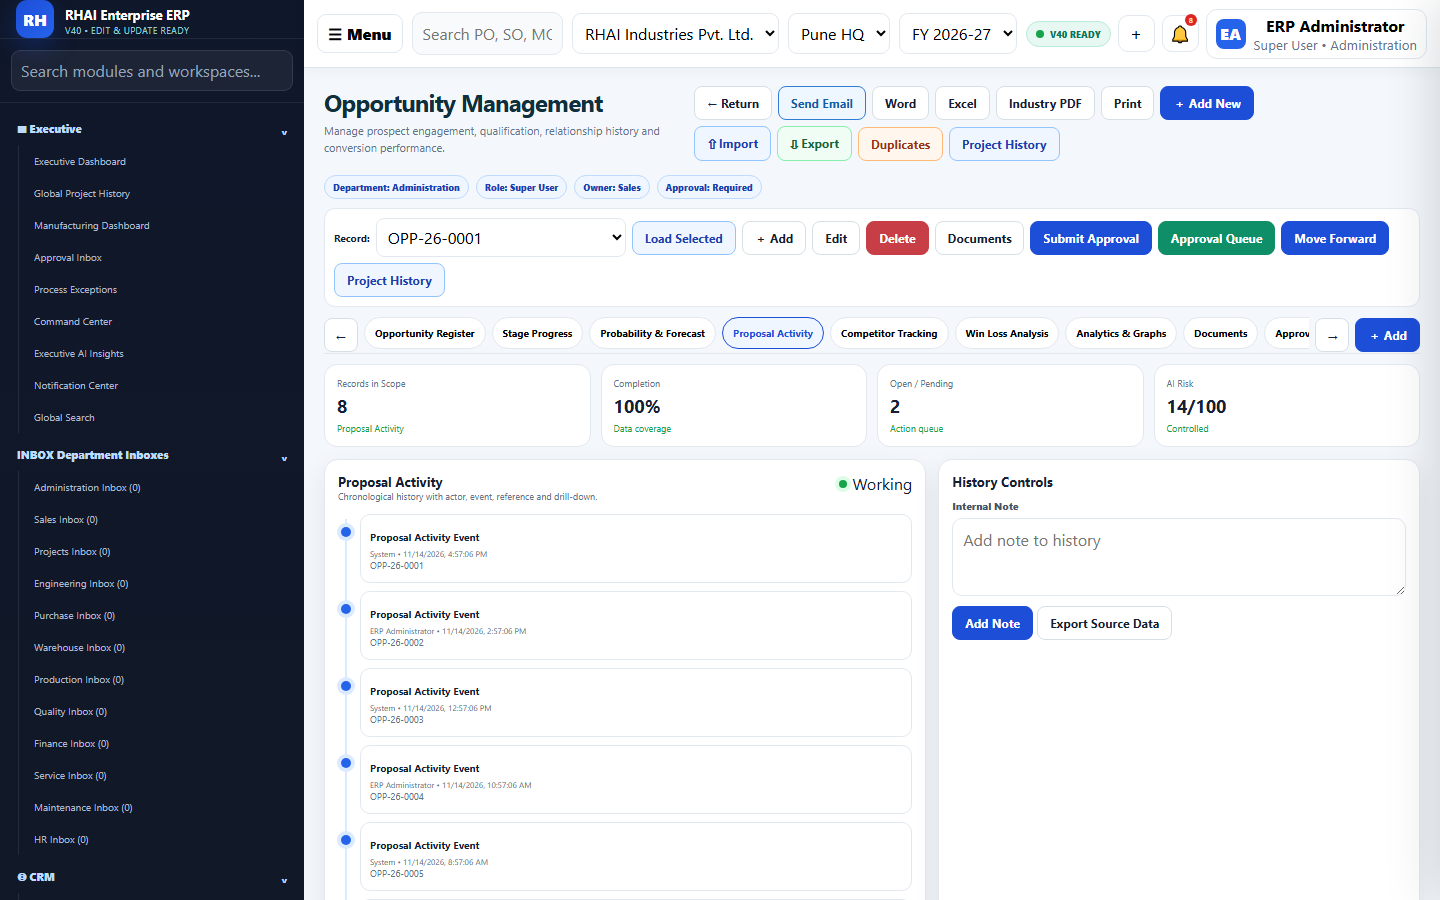 RH
RHAI Enterprise ERP
V40 • EDIT & UPDATE READY
Search modules and workspaces...
Executive
Executive Dashboard
Global Project History
Manufacturing Dashboard
Approval Inbox
Process Exceptions
Command Center
Executive AI Insights
Notification Center
Global Search
INBOX Department Inboxes
Administration Inbox (0)
Sales Inbox (0)
Projects Inbox (0)
Engineering Inbox (0)
Purchase Inbox (0)
Warehouse Inbox (0)
Production Inbox (0)
Quality Inbox (0)
Finance Inbox (0)
Service Inbox (0)
Maintenance Inbox (0)
HR Inbox (0)
CRM
☰ Menu
Search PO, SO, MO
RHAI Industries Pvt. Ltd.
Pune HQ
FY 2026-27
V40 READY
+
8
EA
ERP Administrator
Super User • Administration
Opportunity Management
Manage prospect engagement, qualification, relationship history and
conversion performance.
← Return
Send Email
Word
Excel
Industry PDF
Print
+ Add New
⇧ Import
⇩ Export
Duplicates
Project History
Department: Administration
Role: Super User
Owner: Sales
Approval: Required
Record:
OPP-26-0001
Load Selected
+ Add
Edit
Delete
Documents
Submit Approval
Approval Queue
Move Forward
Project History
←
Opportunity Register
Stage Progress
Probability & Forecast
Proposal Activity
Competitor Tracking
Win Loss Analysis
Analytics & Graphs
Documents
Approv
→
+ Add
Records in Scope
8
Proposal Activity
Completion
100%
Data coverage
Open / Pending
2
Action queue
AI Risk
14/100
Controlled
Proposal Activity
Chronological history with actor, event, reference and drill-down.
Working
Proposal Activity Event
System • 11/14/2026, 4:57:06 PM
OPP-26-0001
Proposal Activity Event
ERP Administrator • 11/14/2026, 2:57:06 PM
OPP-26-0002
Proposal Activity Event
System • 11/14/2026, 12:57:06 PM
OPP-26-0003
Proposal Activity Event
ERP Administrator • 11/14/2026, 10:57:06 AM
OPP-26-0004
Proposal Activity Event
System • 11/14/2026, 8:57:06 AM
OPP-26-0005
History Controls
Internal Note
Add note to history
Add Note
Export Source Data